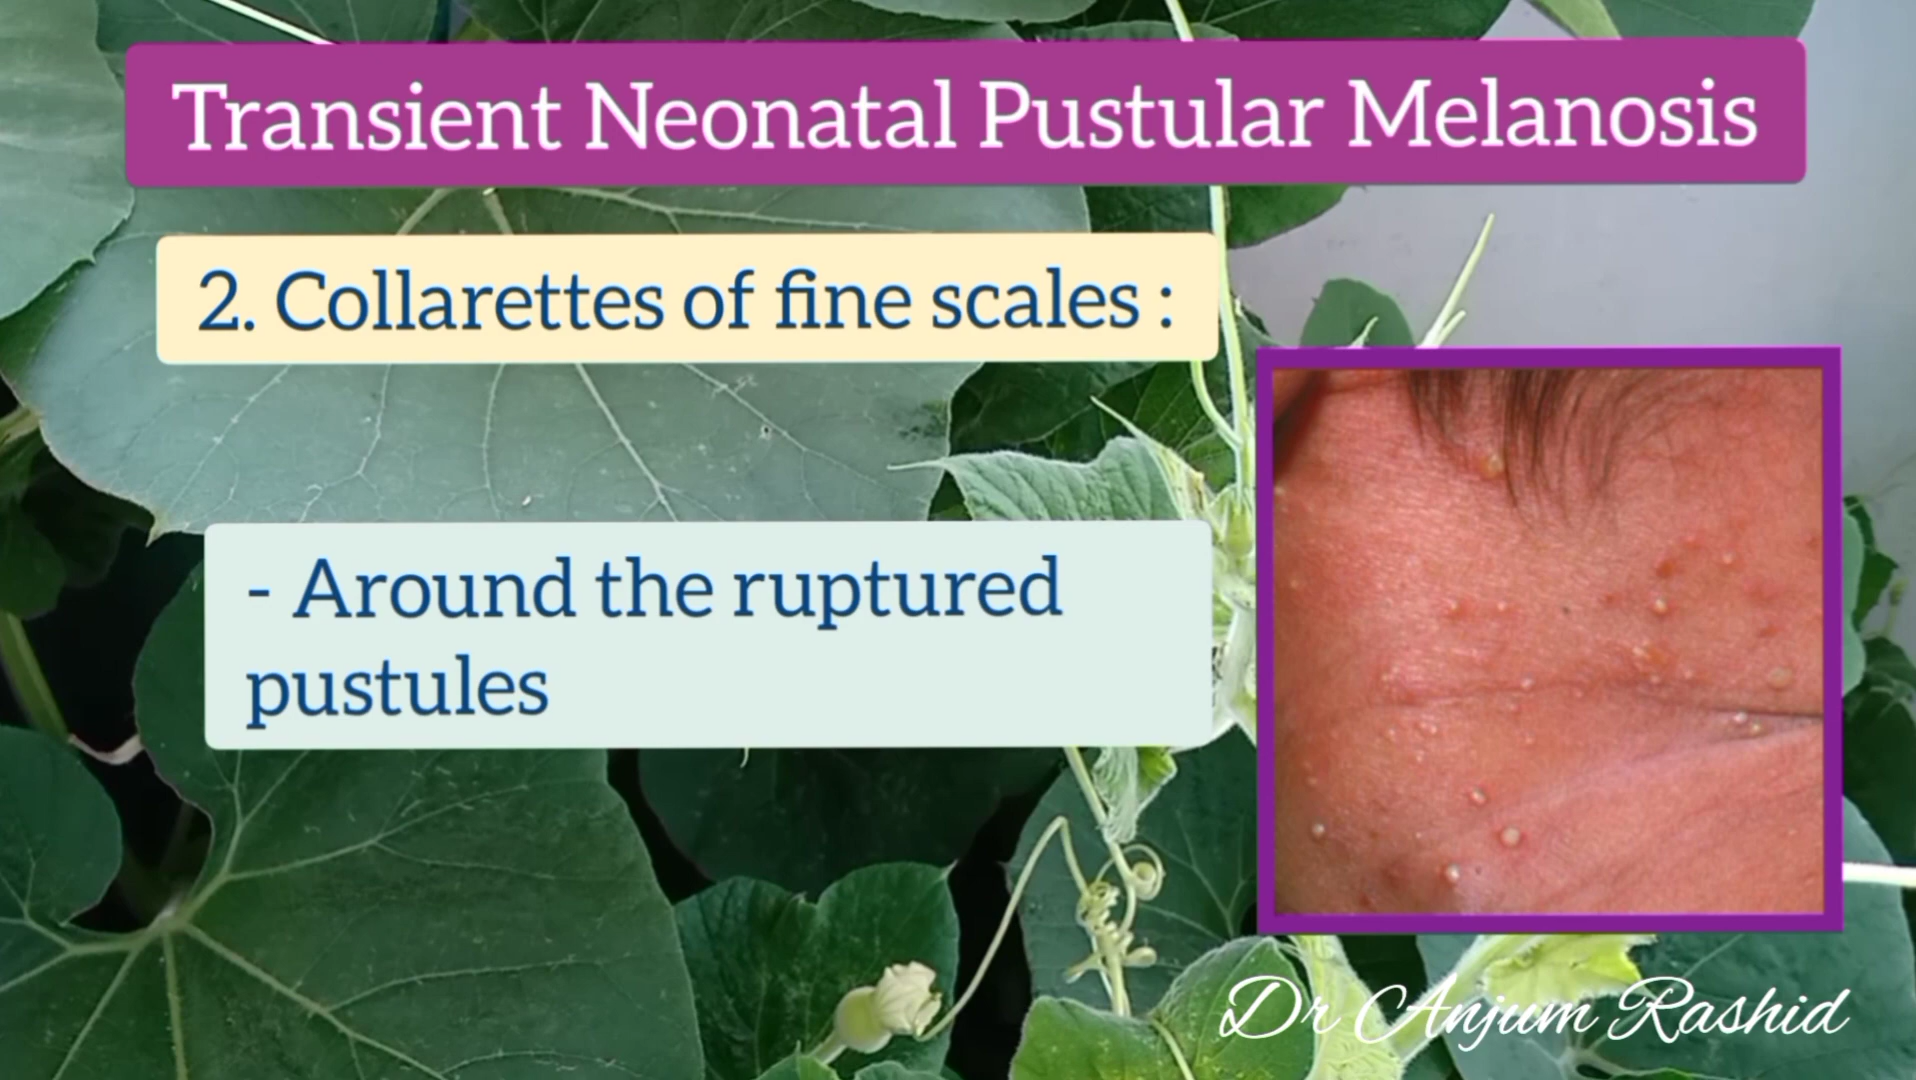 Transient Neonatal Pustular Melanosis
2. Collarettes of fine scales :
- Around the ruptured
pustules
Dr Anjum Rashid